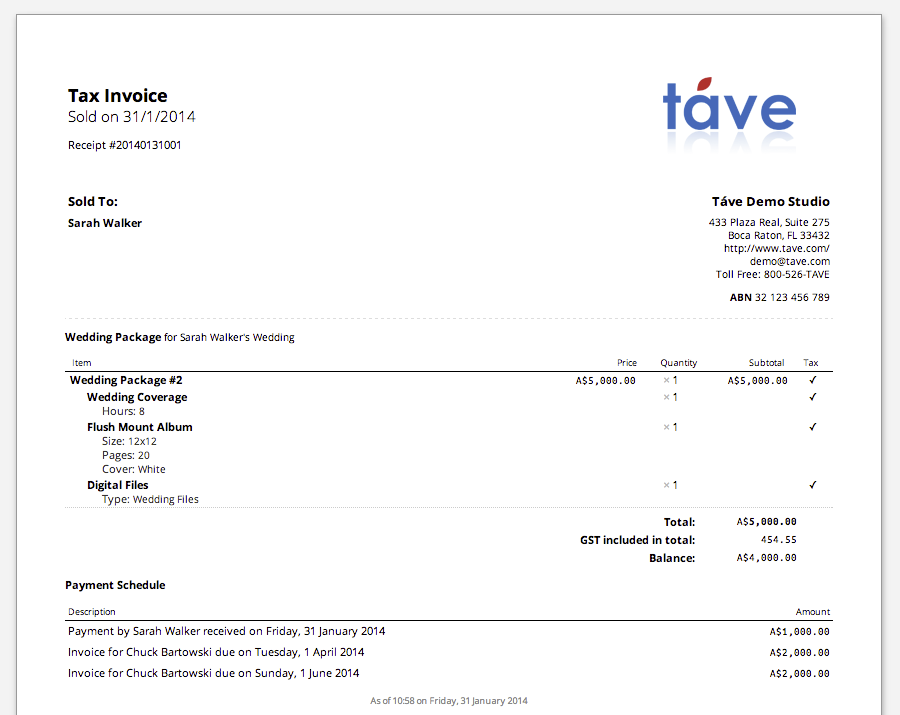 Tax Invoice
Sold on 31/1/2014
Receipt #20140131001
táve
Sold To:
Sarah Walker
Táve Demo Studio
433 Plaza Real, Suite 275
Boca Raton, FL 33432
http://www.tave.com/
demo@tave.com
Toll Free: 800-526-TAVE
ABN 32 123 456 789
Wedding Package for Sarah Walker's Wedding
Item Price Quantity Subtotal Tax
Wedding Package #2 A$5,000.00 × 1 A$5,000.00 ✓
Wedding Coverage × 1 ✓
Hours: 8
Flush Mount Album × 1 ✓
Size: 12x12
Pages: 20
Cover: White
Digital Files × 1 ✓
Type: Wedding Files
Total: A$5,000.00
GST included in total: 454.55
Balance: A$4,000.00
Payment Schedule
Description Amount
Payment by Sarah Walker received on Friday, 31 January 2014 A$1,000.00
Invoice for Chuck Bartowski due on Tuesday, 1 April 2014 A$2,000.00
Invoice for Chuck Bartowski due on Sunday, 1 June 2014 A$2,000.00
As of 10:58 on Friday, 31 January 2014